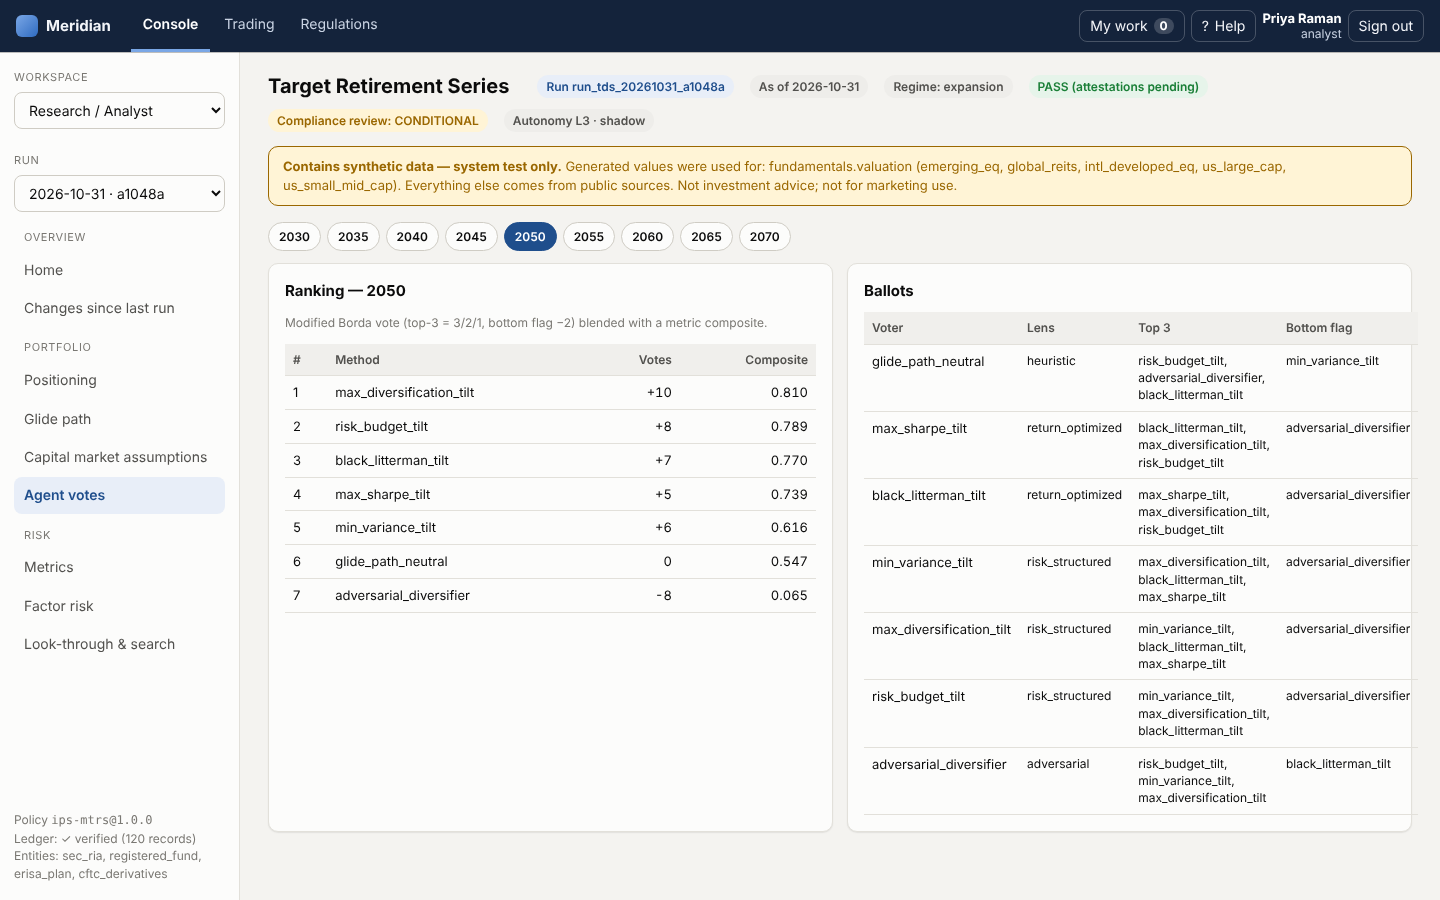 Meridian
Console
Trading
Regulations
My work 0
? Help
Priya Raman
analyst
Sign out
WORKSPACE
Research / Analyst
RUN
2026-10-31 · a1048a
OVERVIEW
Home
Changes since last run
PORTFOLIO
Positioning
Glide path
Capital market assumptions
Agent votes
RISK
Metrics
Factor risk
Look-through & search
Policy ips-mtrs@1.0.0
Ledger: ✓ verified (120 records)
Entities: sec_ria, registered_fund,
erisa_plan, cftc_derivatives
Target Retirement Series
Run run_tds_20261031_a1048a
As of 2026-10-31
Regime: expansion
PASS (attestations pending)
Compliance review: CONDITIONAL
Autonomy L3 · shadow
Contains synthetic data — system test only. Generated values were used for: fundamentals.valuation (emerging_eq, global_reits, intl_developed_eq, us_large_cap,
us_small_mid_cap). Everything else comes from public sources. Not investment advice; not for marketing use.
2030 2035 2040 2045 2050 2055 2060 2065 2070
Ranking — 2050
Modified Borda vote (top-3 = 3/2/1, bottom flag −2) blended with a metric composite.
# Method Votes Composite
1 max_diversification_tilt +10 0.810
2 risk_budget_tilt +8 0.789
3 black_litterman_tilt +7 0.770
4 max_sharpe_tilt +5 0.739
5 min_variance_tilt +6 0.616
6 glide_path_neutral 0 0.547
7 adversarial_diversifier -8 0.065
Ballots
Voter Lens Top 3 Bottom flag
glide_path_neutral heuristic risk_budget_tilt, min_variance_tilt
adversarial_diversifier,
black_litterman_tilt
max_sharpe_tilt return_optimized black_litterman_tilt, adversarial_diversifier
max_diversification_tilt,
risk_budget_tilt
black_litterman_tilt return_optimized max_sharpe_tilt, adversarial_diversifier
max_diversification_tilt,
risk_budget_tilt
min_variance_tilt risk_structured max_diversification_tilt, adversarial_diversifier
black_litterman_tilt,
max_sharpe_tilt
max_diversification_tilt risk_structured min_variance_tilt, adversarial_diversifier
black_litterman_tilt,
max_sharpe_tilt
risk_budget_tilt risk_structured min_variance_tilt, adversarial_diversifier
max_diversification_tilt,
black_litterman_tilt
adversarial_diversifier adversarial risk_budget_tilt, black_litterman_tilt
min_variance_tilt,
max_diversification_tilt